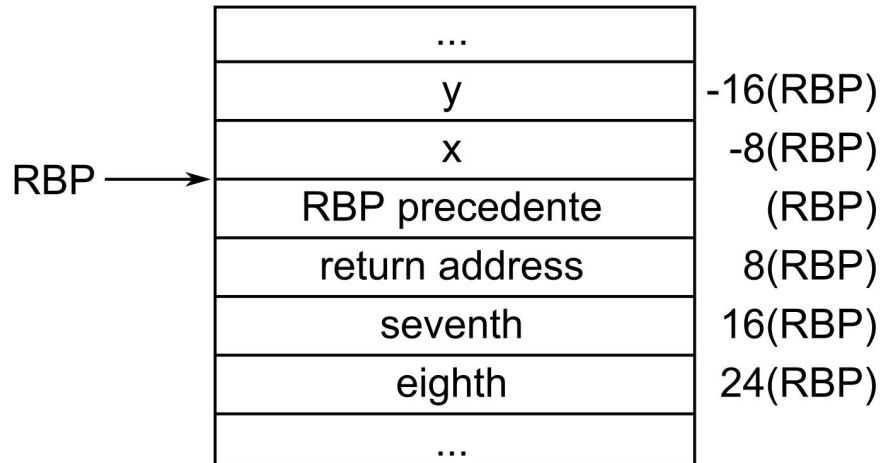 ...
y -16(RBP)
x -8(RBP)
RBP
RBP precedente (RBP)
return address 8(RBP)
seventh 16(RBP)
eighth 24(RBP)
...